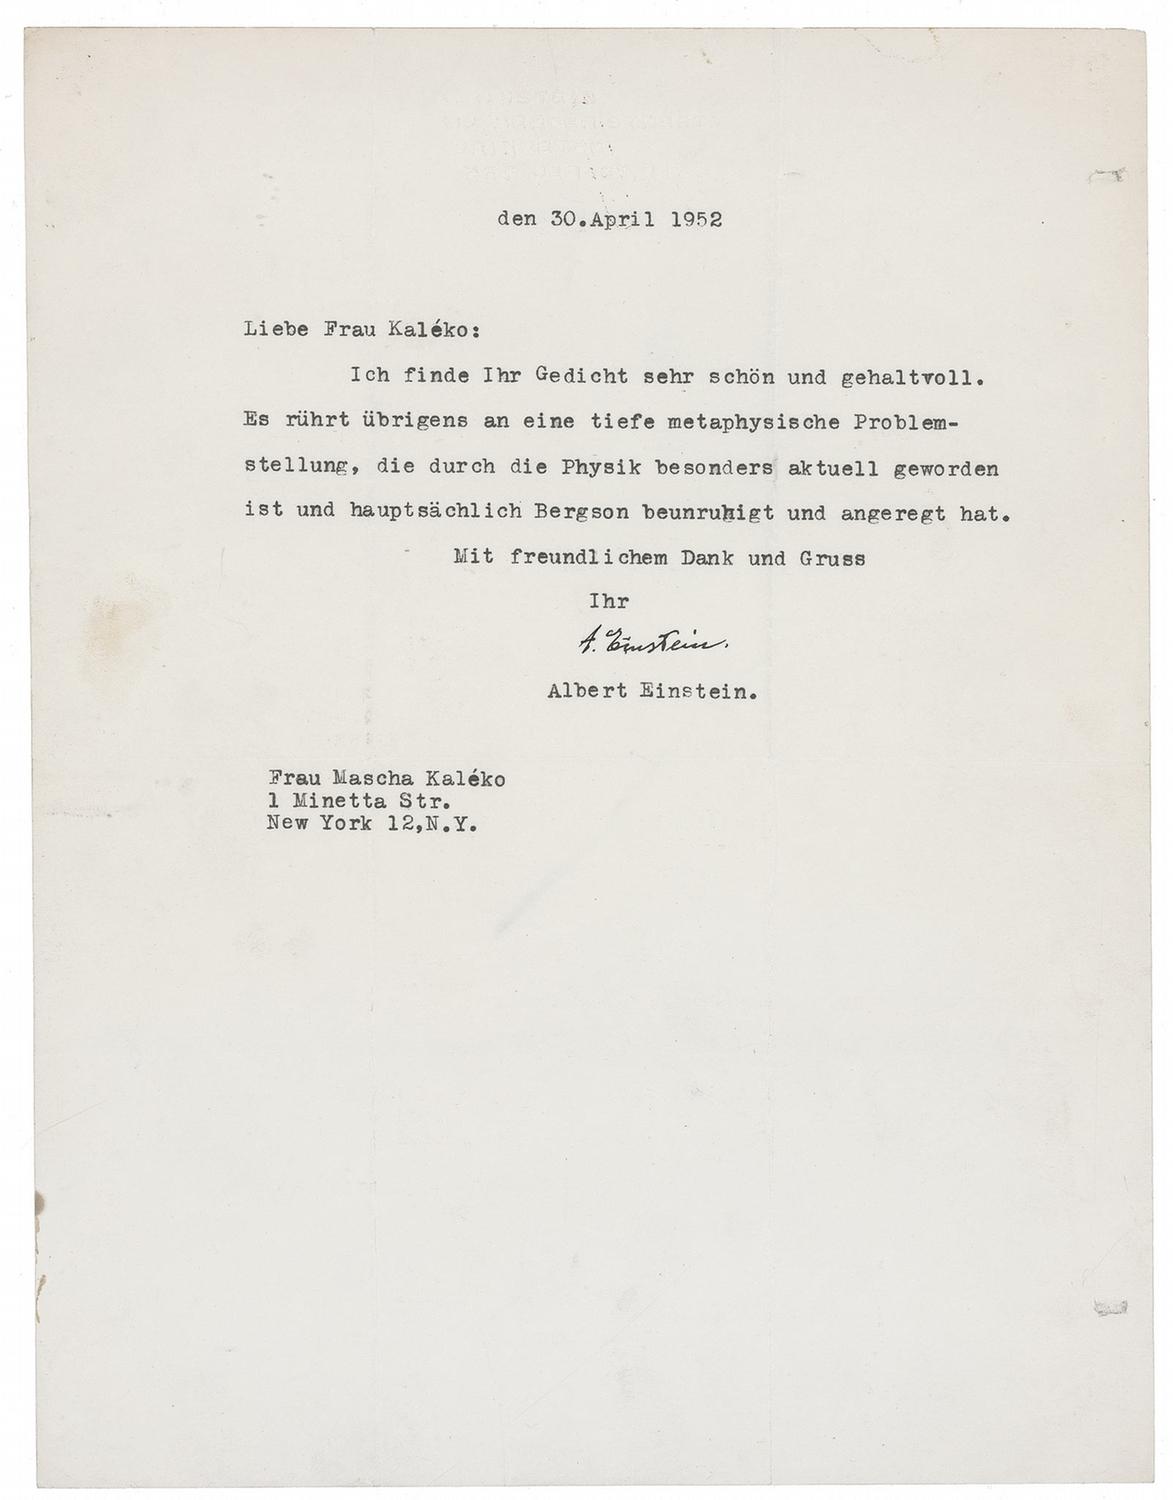 den 30.April 1952
Liebe Frau Kaléko:
Ich finde Ihr Gedicht sehr schön und gehaltvoll.
Es rührt übrigens an eine tiefe metaphysische Problem-
stellung, die durch die Physik besonders aktuell geworden
ist und hauptsächlich Bergson beunruhigt und angeregt hat.
Mit freundlichem Dank und Gruss
Ihr
A. Einstein.
Albert Einstein.
Frau Mascha Kaléko
1 Minetta Str.
New York 12,N.Y.